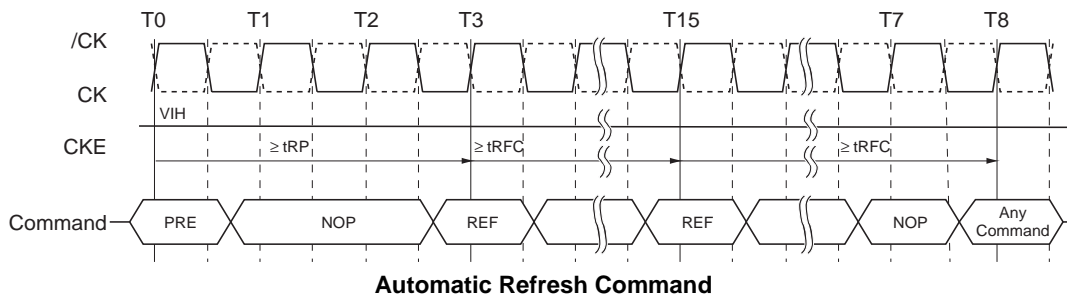 T0 T1 T2 T3 T15 T7 T8
/CK
CK
VIH
CKE
≥ tRP ≥ tRFC ≥ tRFC
Command PRE NOP REF REF NOP Any Command
Automatic Refresh Command